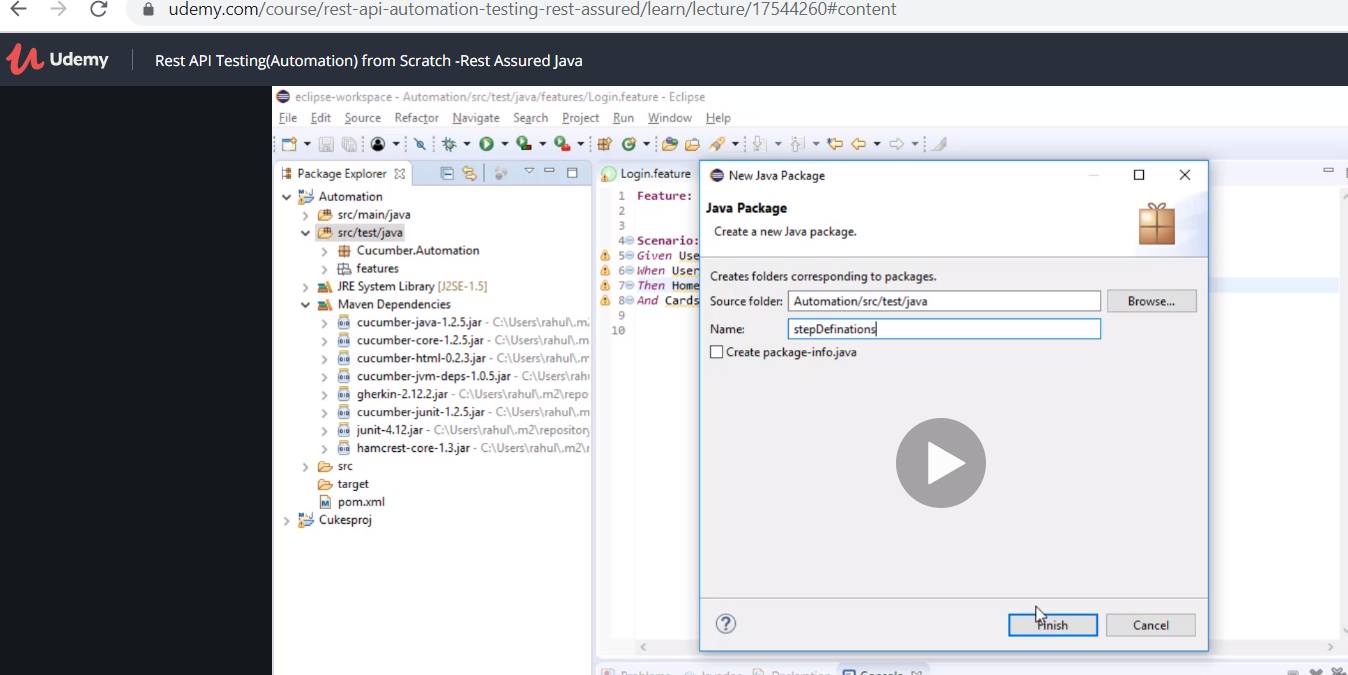 udemy.com/course/rest-api-automation-testing-rest-assured/learn/lecture/17544260#content
Udemy
Rest API Testing(Automation) from Scratch -Rest Assured Java
eclipse-workspace - Automation/src/test/java/features/Login.feature - Eclipse
File Edit Source Refactor Navigate Search Project Run Window Help
Package Explorer
Automation
src/main/java
src/test/java
Cucumber.Automation
features
JRE System Library [J2SE-1.5]
Maven Dependencies
cucumber-java-1.2.5.jar - C:\Users\rahul\.m
cucumber-core-1.2.5.jar - C:\Users\rahul\.m
cucumber-html-0.2.3.jar - C:\Users\rahul\.m
cucumber-jvm-deps-1.0.5.jar - C:\Users\rah
gherkin-2.12.2.jar - C:\Users\rahul\.m2\repo
cucumber-junit-1.2.5.jar - C:\Users\rahul\.m
junit-4.12.jar - C:\Users\rahul\.m2\repository
hamcrest-core-1.3.jar - C:\Users\rahul\.m2\
src
target
pom.xml
Cukesproj
Login.feature
1 Feature:
2
3
4 Scenario:
5 Given Use
6 When User
7 Then Home
8 And Cards
9
10
New Java Package
Java Package
Create a new Java package.
Creates folders corresponding to packages.
Source folder: Automation/src/test/java Browse...
Name: stepDefinations
Create package-info.java
? Finish Cancel
Console